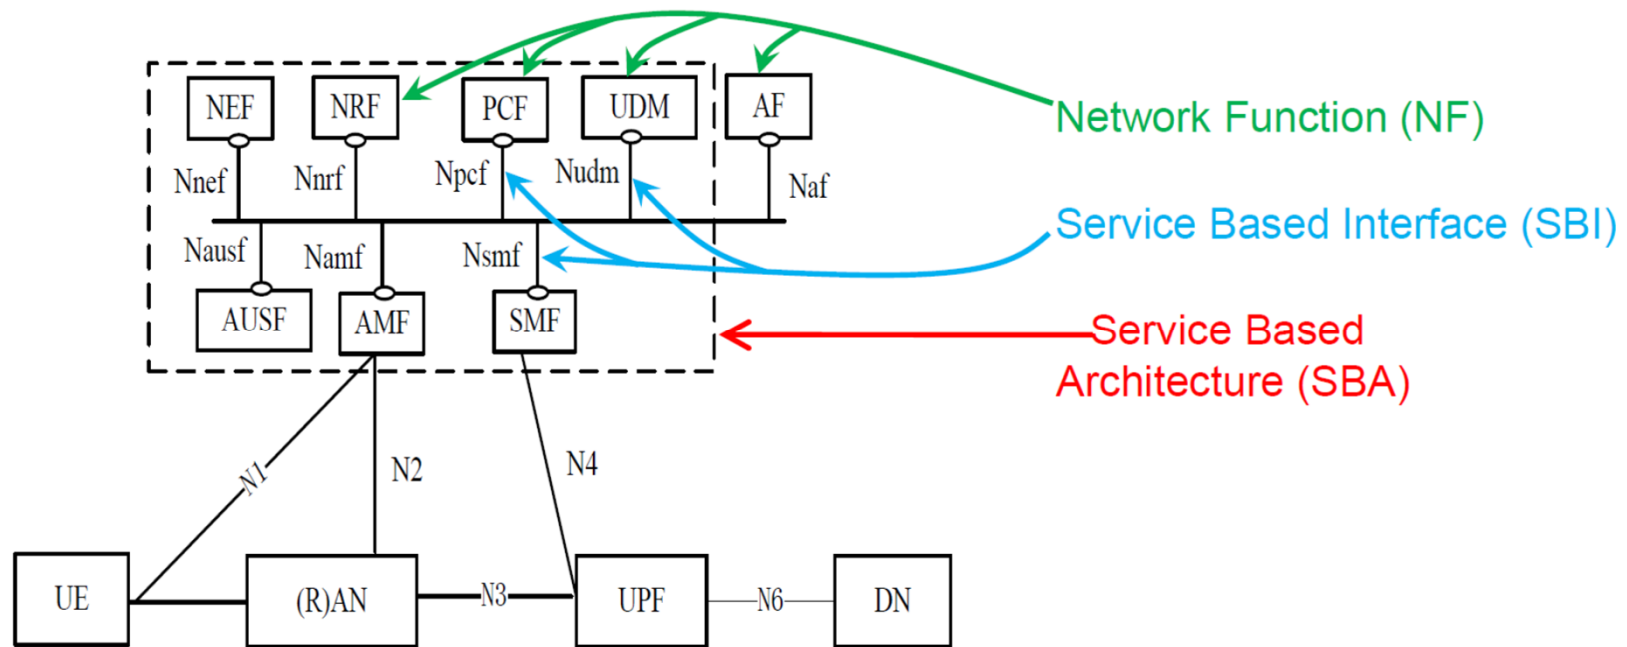 NEF
NRF
PCF
UDM
AF
Network Function (NF)
Nnef
Nnrf
Npcf
Nudm
Naf
Service Based Interface (SBI)
Nausf
Namf
Nsmf
AUSF
AMF
SMF
Service Based
Architecture (SBA)
N1
N2
N4
UE
(R)AN
N3
UPF
N6
DN